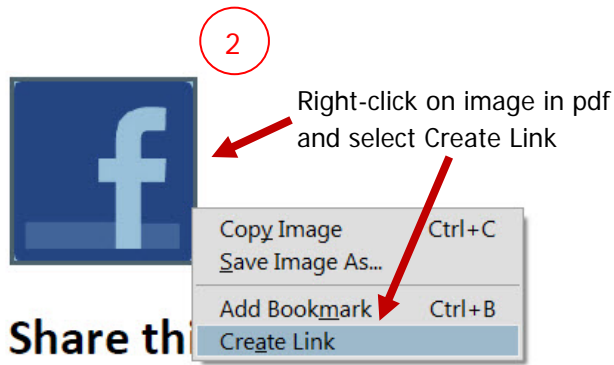 2
Right-click on image in pdf
and select Create Link
f
Copy Image Ctrl+C
Save Image As...
Add Bookmark Ctrl+B
Create Link
Share thi